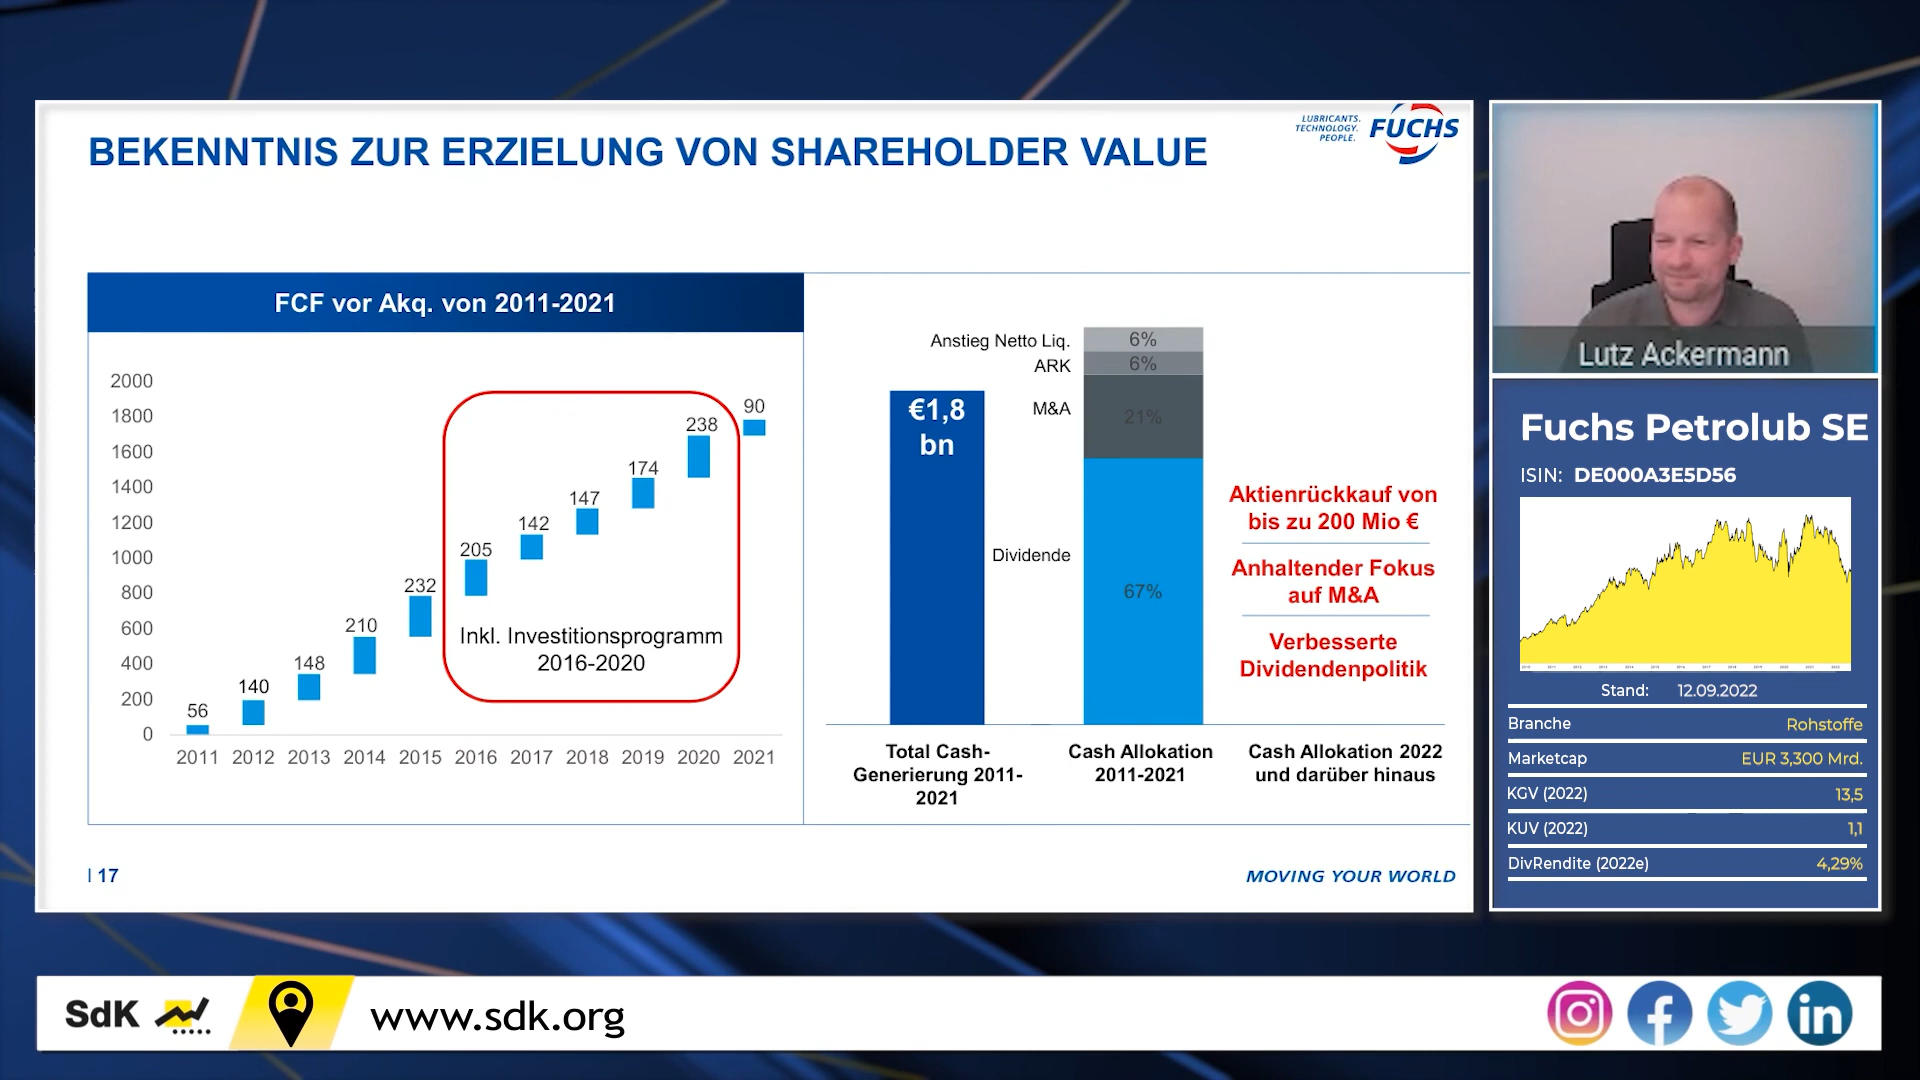 BEKENNTNIS ZUR ERZIELUNG VON SHAREHOLDER VALUE
LUBRICANTS.
TECHNOLOGY.
PEOPLE.
FUCHS
FCF vor Akq. von 2011-2021
2000
1800
1600
1400
1200
1000
800
600
400
200
0
56
140
148
210
232
205
142
147
174
238
90
Inkl. Investitionsprogramm
2016-2020
2011 2012 2013 2014 2015 2016 2017 2018 2019 2020 2021
€1,8
bn
Anstieg Netto Liq.
ARK
M&A
Dividende
6%
6%
21%
67%
Aktienrückkauf von
bis zu 200 Mio €
Anhaltender Fokus
auf M&A
Verbesserte
Dividendenpolitik
Total Cash-
Generierung 2011-
2021
Cash Allokation
2011-2021
Cash Allokation 2022
und darüber hinaus
| 17
MOVING YOUR WORLD
Lutz Ackermann
Fuchs Petrolub SE
ISIN: DE000A3E5D56
Stand: 12.09.2022
Branche Rohstoffe
Marketcap EUR 3,300 Mrd.
KGV (2022) 13,5
KUV (2022) 1,1
DivRendite (2022e) 4,29%
SdK
www.sdk.org